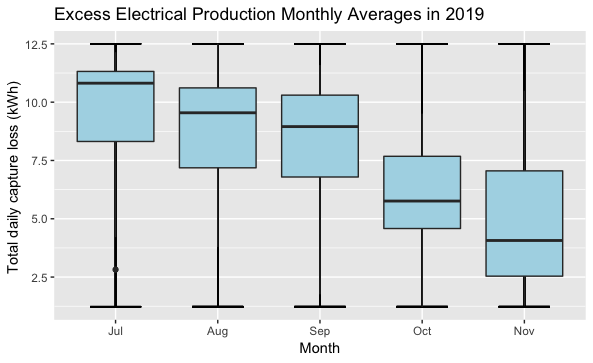 Excess Electrical Production Monthly Averages in 2019
Total daily capture loss (kWh)
12.5
10.0
7.5
5.0
2.5
Jul Aug Sep Oct Nov
Month